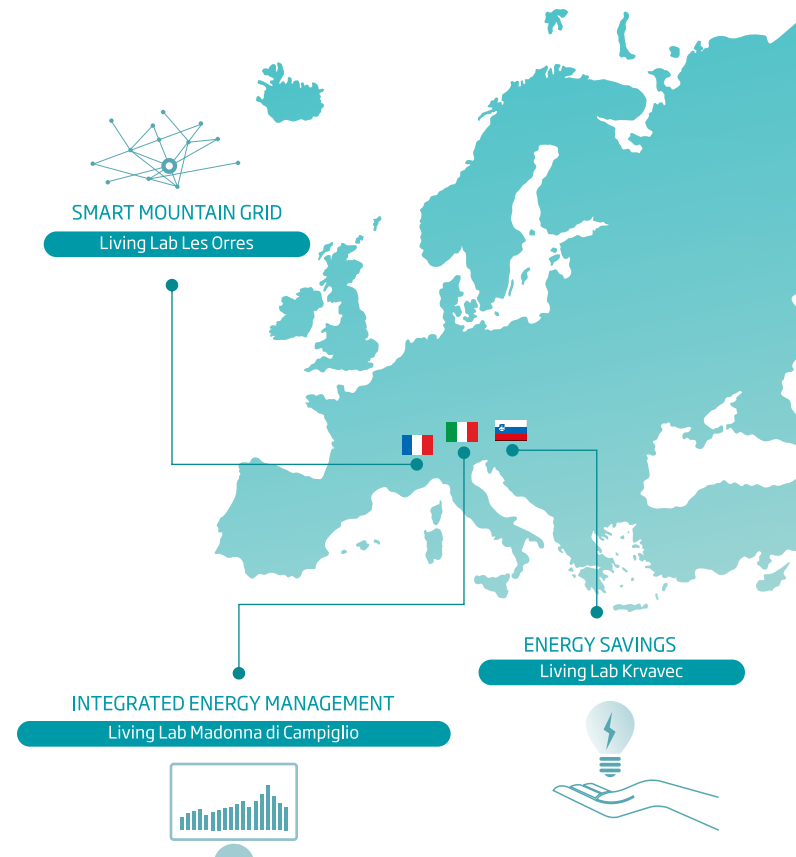 SMART MOUNTAIN GRID
Living Lab Les Orres
ENERGY SAVINGS
Living Lab Krvavec
INTEGRATED ENERGY MANAGEMENT
Living Lab Madonna di Campiglio